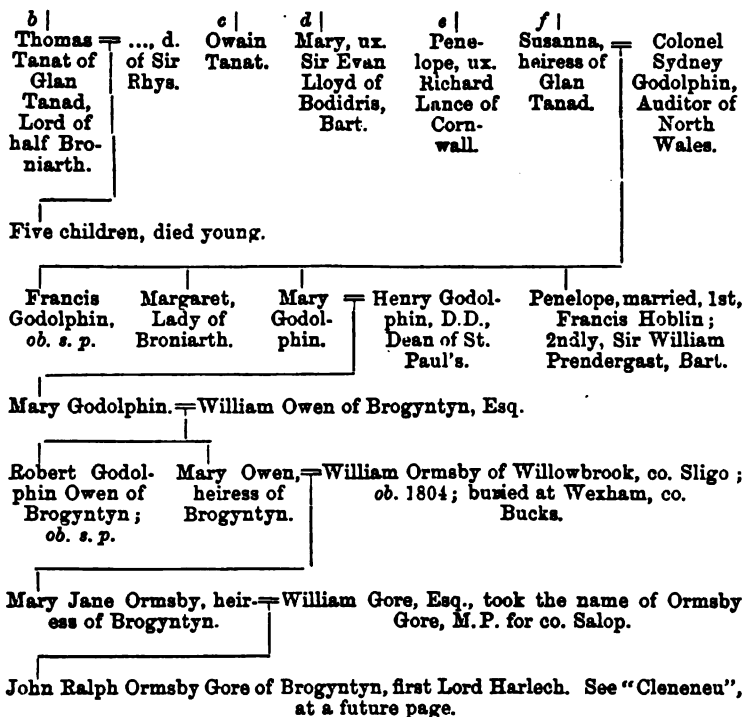 b | c | d | e | f |
Thomas = ..., d. Owain Mary, ux. Pene- Susanna, = Colonel
Tanat of of Sir Tanat. Sir Evan lope, ux. heiress of Sydney
Glan Rhys. Lloyd of Richard Glan Godolphin,
Tanad, Bodidris, Lance of Tanad. Auditor of
Lord of Bart. Corn- North
half Bro- wall. Wales.
niarth.
Five children, died young.
Francis Margaret, Mary = Henry Godol- Penelope, married, 1st,
Godolphin, Lady of Godol- phin, D.D., Francis Hoblin;
ob. s. p. Broniarth. phin. Dean of St. 2ndly, Sir William
Paul's. Prendergast, Bart.
Mary Godolphin. = William Owen of Brogyntyn, Esq.
Robert Godol- Mary Owen, = William Ormsby of Willowbrook, co. Sligo;
phin Owen of heiress of ob. 1804; buried at Wexham, co.
Brogyntyn; Brogyntyn. Bucks.
ob. s. p.
Mary Jane Ormsby, heir- = William Gore, Esq., took the name of Ormsby
ess of Brogyntyn. Gore, M.P. for co. Salop.
John Ralph Ormsby Gore of Brogyntyn, first Lord Harlech. See "Cleneneu",
at a future page.